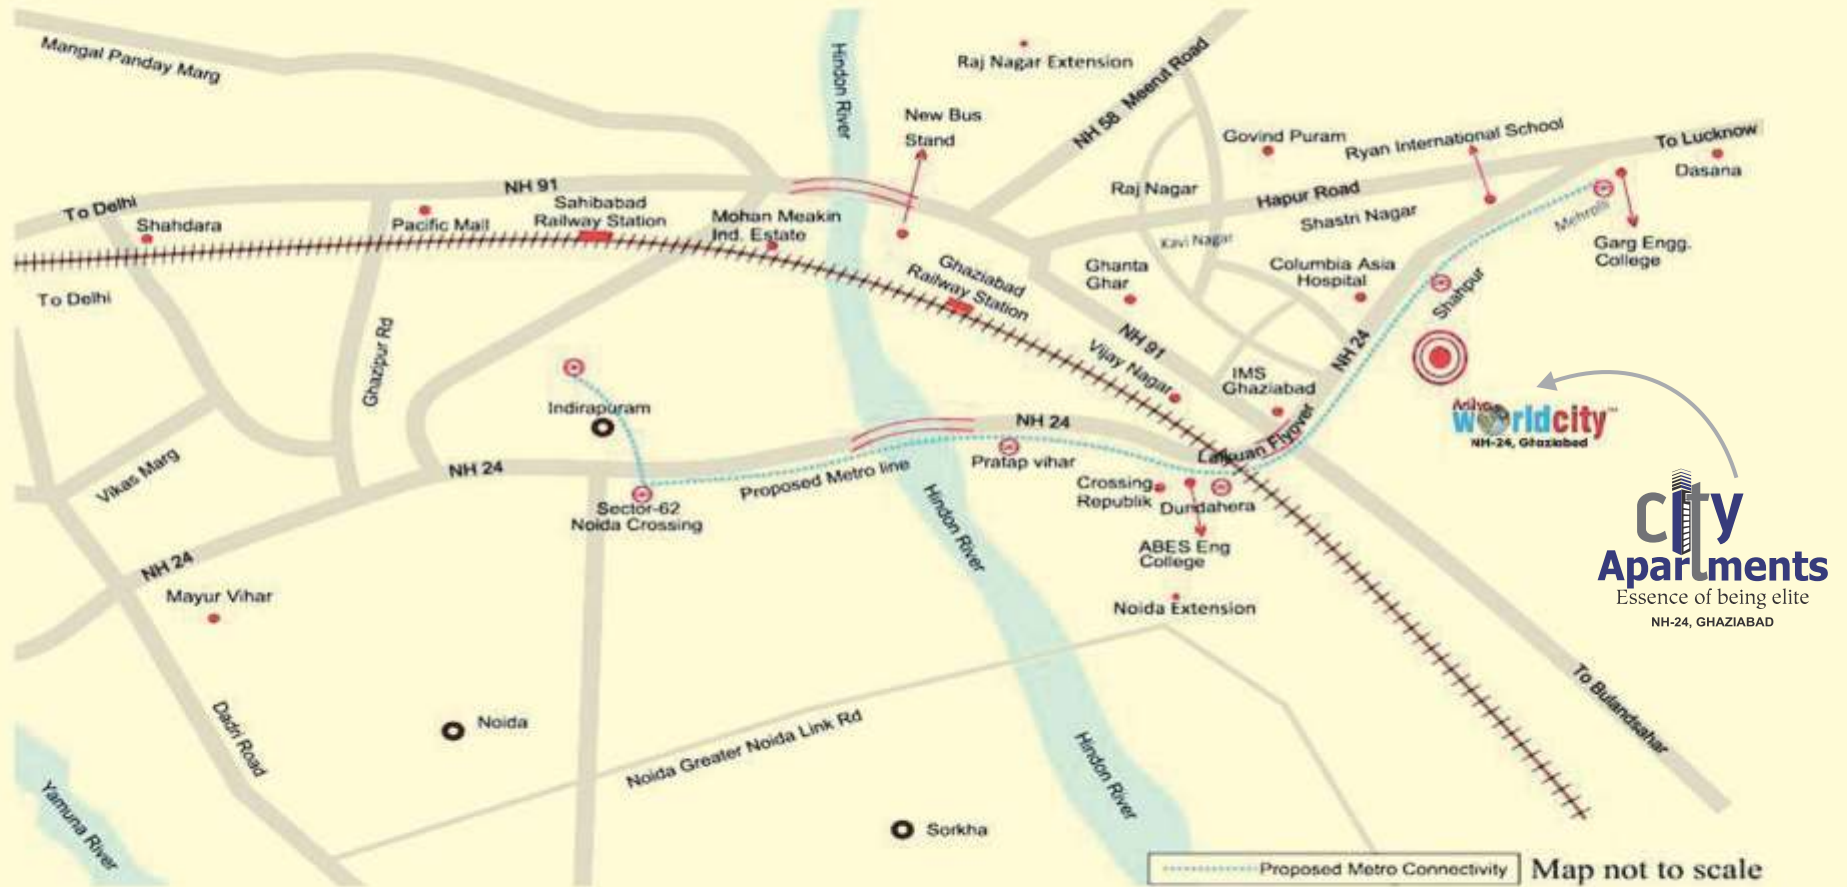 Mangal Panday Marg
Hindon River
Raj Nagar Extension
NH 58 Meerut Road
New Bus
Stand
Govind Puram
Ryan International School
To Lucknow
Dasana
Raj Nagar
Hapur Road
Shastri Nagar
Mehrolli
Kavi Nagar
Garg Engg.
College
To Delhi
Shahdara
NH 91
Pacific Mall
Sahibabad
Railway Station
Mohan Meakin
Ind. Estate
To Delhi
Ghaziabad
Railway Station
Ghanta
Ghar
Columbia Asia
Hospital
Shahpur
Ghazipur Rd
NH 91
Vijay Nagar
NH 24
IMS
Ghaziabad
worldcity
NH-24, Ghaziabad
Indirapuram
NH 24
Lalkuan Flyover
Vikas Marg
NH 24
Proposed Metro line
Pratap vihar
Crossing
Republik
Dundahera
Sector-62
Noida Crossing
Hindon River
ABES Eng
College
city
Apartments
Essence of being elite
NH-24, GHAZIABAD
NH 24
Mayur Vihar
Noida Extension
To Bulandsahar
Dadri Road
Noida
Noida Greater Noida Link Rd
Hindon River
Yamuna River
Sorkha
Proposed Metro Connectivity
Map not to scale